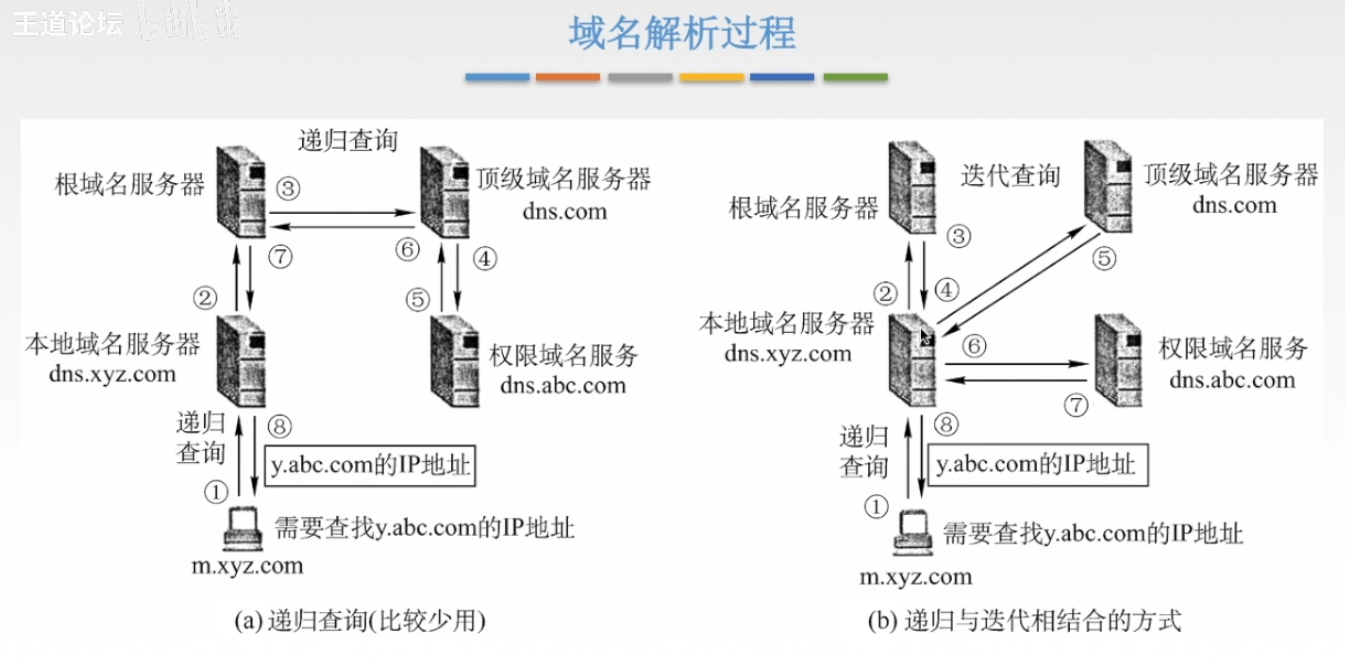 王道论坛 bilibili
域名解析过程
递归查询
根域名服务器
③
顶级域名服务器
dns.com
⑦
⑥
④
②
⑤
本地域名服务器
dns.xyz.com
权限域名服务
dns.abc.com
递归
查询
⑧
y.abc.com的IP地址
①
需要查找y.abc.com的IP地址
m.xyz.com
(a) 递归查询(比较少用)
迭代查询
根域名服务器
顶级域名服务器
dns.com
③
⑤
②
④
本地域名服务器
dns.xyz.com
⑥
权限域名服务
dns.abc.com
⑦
递归
查询
⑧
y.abc.com的IP地址
①
需要查找y.abc.com的IP地址
m.xyz.com
(b) 递归与迭代相结合的方式